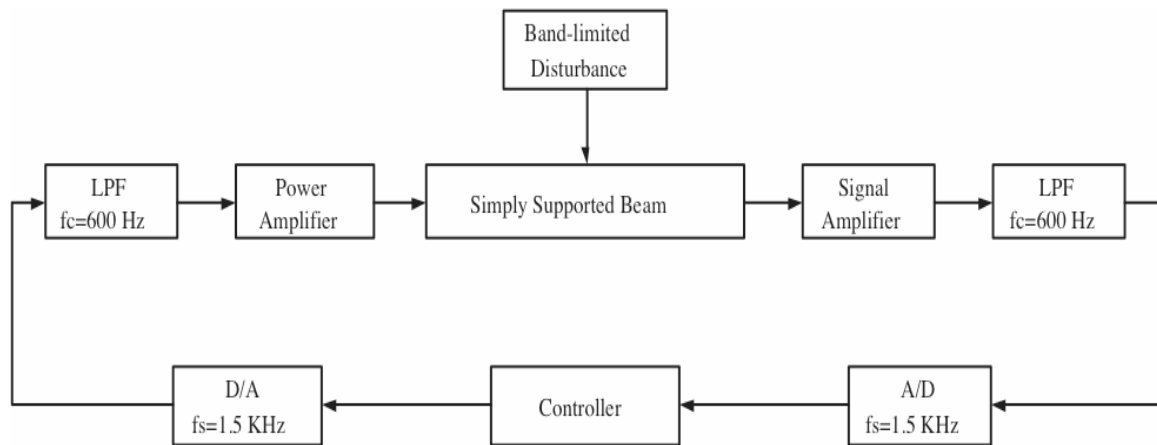 Band-limited
Disturbance
LPF
fc=600 Hz
Power
Amplifier
Simply Supported Beam
Signal
Amplifier
LPF
fc=600 Hz
D/A
fs=1.5 KHz
Controller
A/D
fs=1.5 KHz